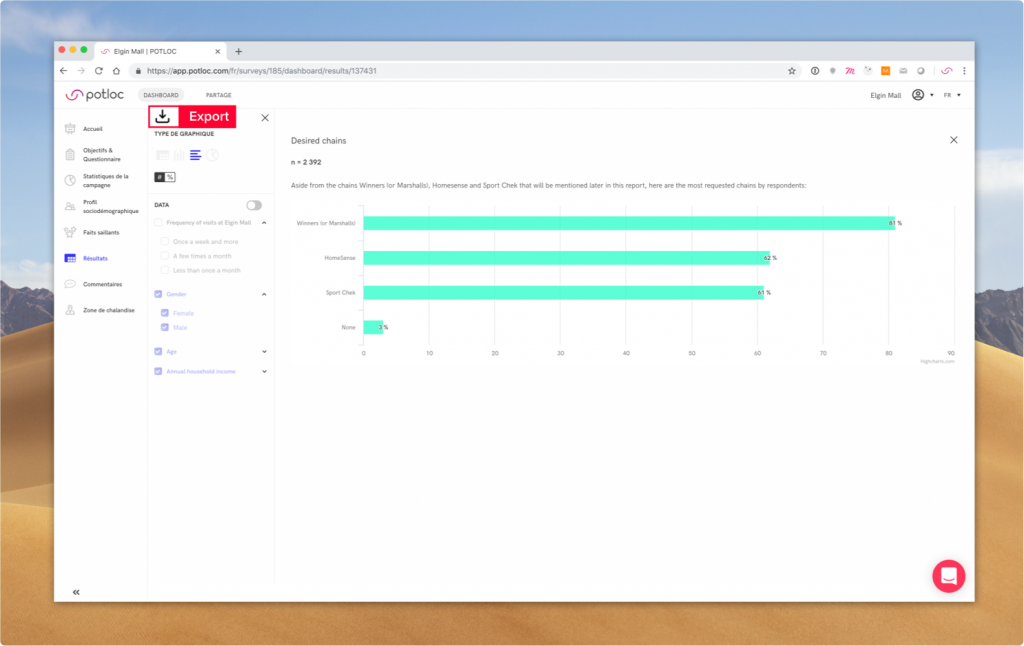 Elgin Mall | POTLOC
https://app.potloc.com/fr/surveys/185/dashboard/results/137431
potloc
DASHBOARD
PARTAGE
Elgin Mall
FR
Export
Accueil
Objectifs &
Questionnaire
Statistiques de la
campagne
Profil
sociodémographique
Faits saillants
Résultats
Commentaires
Zone de chalandise
TYPE DE GRAPHIQUE
# %
DATA
Frequency of visits at Elgin Mall
Once a week and more
A few times a month
Less than once a month
Gender
Female
Male
Age
Annual household income
Desired chains
n = 2 392
Aside from the chains Winners (or Marshalls), Homesense and Sport Chek that will be mentioned later in this report, here are the most requested chains by respondents:
Winners (or Marshalls) 81 %
HomeSense 62 %
Sport Chek 61 %
None 3 %
0 10 20 30 40 50 60 70 80 90
Highcharts.com